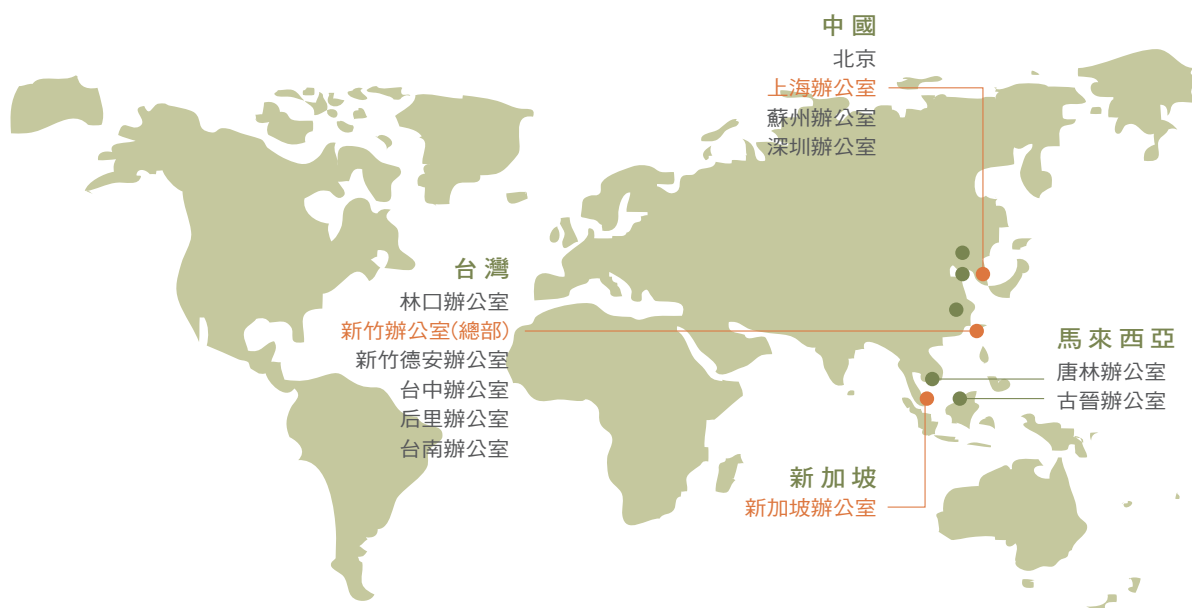 中國
北京
上海辦公室
蘇州辦公室
深圳辦公室
台灣
林口辦公室
新竹辦公室(總部)
新竹德安辦公室
台中辦公室
后里辦公室
台南辦公室
馬來西亞
唐林辦公室
古晉辦公室
新加坡
新加坡辦公室